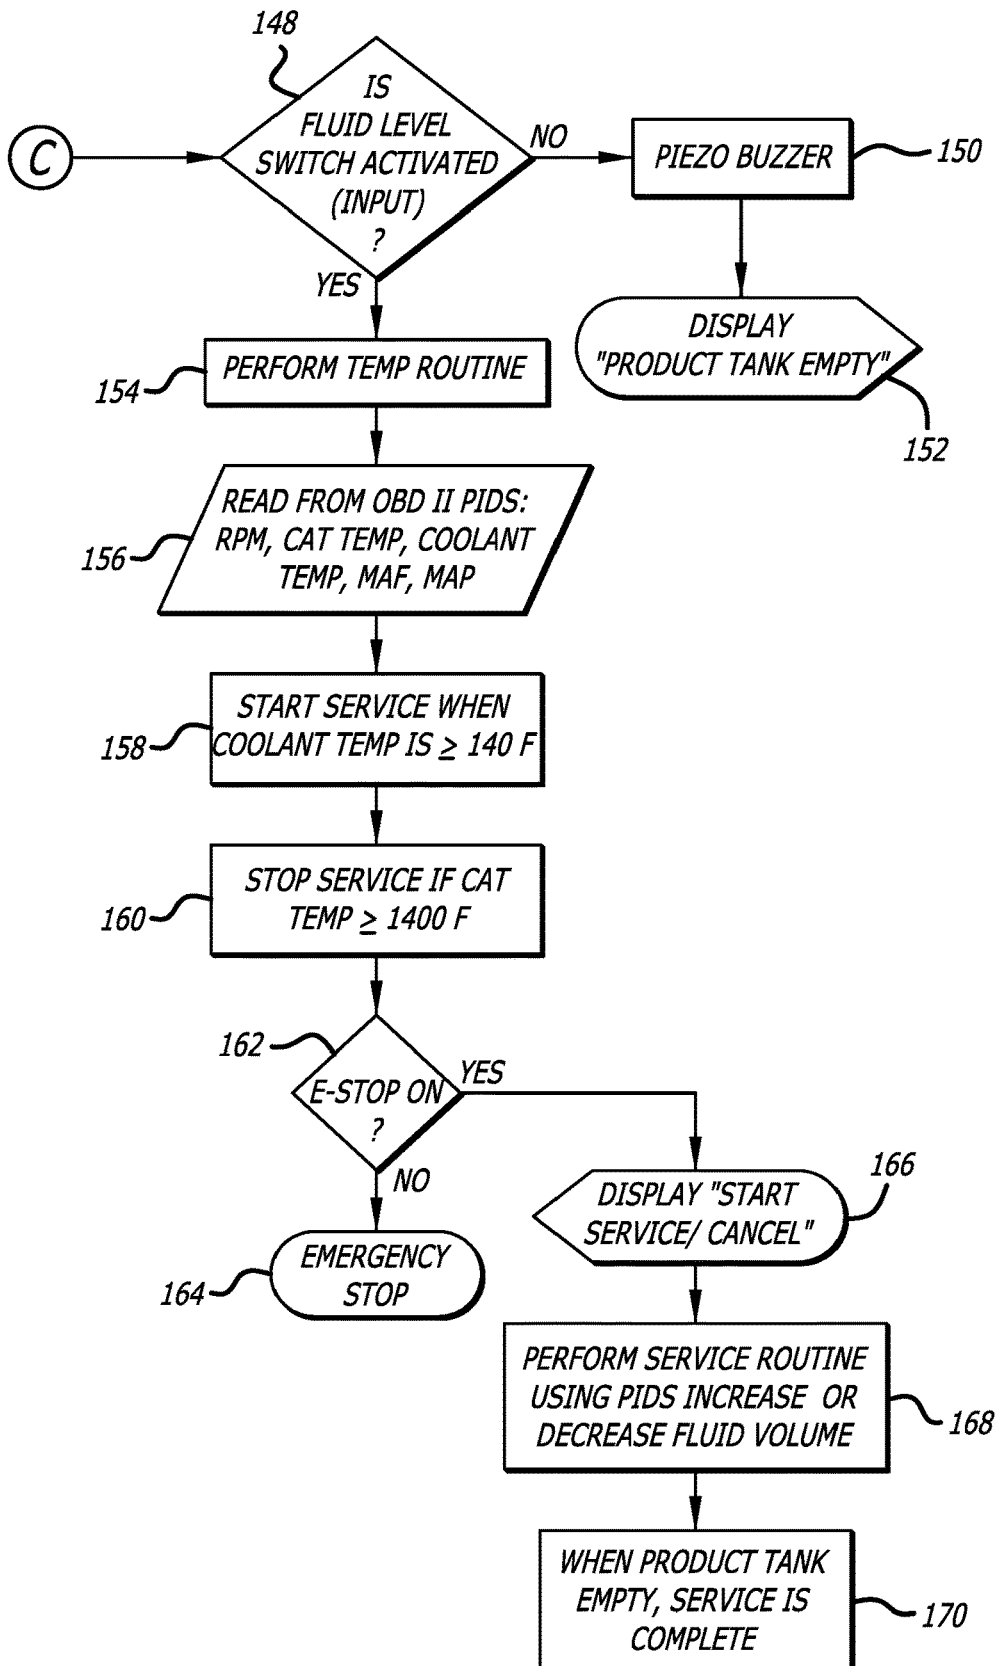 148
IS
FLUID LEVEL
SWITCH ACTIVATED
(INPUT)
?
C
NO
PIEZO BUZZER
150
YES
DISPLAY
"PRODUCT TANK EMPTY"
152
PERFORM TEMP ROUTINE
154
READ FROM OBD II PIDS:
RPM, CAT TEMP, COOLANT
TEMP, MAF, MAP
156
START SERVICE WHEN
COOLANT TEMP IS ≥ 140 F
158
STOP SERVICE IF CAT
TEMP ≥ 1400 F
160
162
E-STOP ON
?
YES
NO
EMERGENCY
STOP
164
DISPLAY "START
SERVICE/ CANCEL"
166
PERFORM SERVICE ROUTINE
USING PIDS INCREASE OR
DECREASE FLUID VOLUME
168
WHEN PRODUCT TANK
EMPTY, SERVICE IS
COMPLETE
170